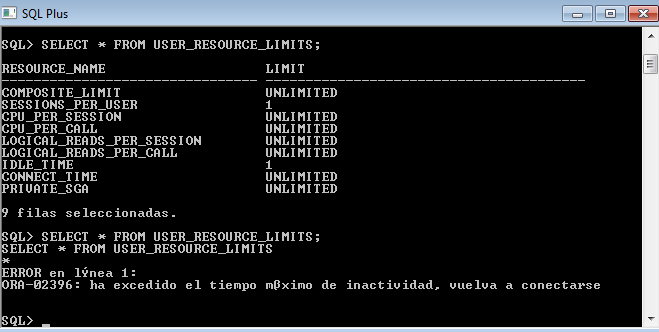 SQL Plus
SQL> SELECT * FROM USER_RESOURCE_LIMITS;
RESOURCE_NAME LIMIT
-------------------------------- ----------------------------------------
COMPOSITE_LIMIT UNLIMITED
SESSIONS_PER_USER 1
CPU_PER_SESSION UNLIMITED
CPU_PER_CALL UNLIMITED
LOGICAL_READS_PER_SESSION UNLIMITED
LOGICAL_READS_PER_CALL UNLIMITED
IDLE_TIME 1
CONNECT_TIME UNLIMITED
PRIVATE_SGA UNLIMITED
9 filas seleccionadas.
SQL> SELECT * FROM USER_RESOURCE_LIMITS;
SELECT * FROM USER_RESOURCE_LIMITS
*
ERROR en lýnea 1:
ORA-02396: ha excedido el tiempo mßximo de inactividad, vuelva a conectarse
SQL> _